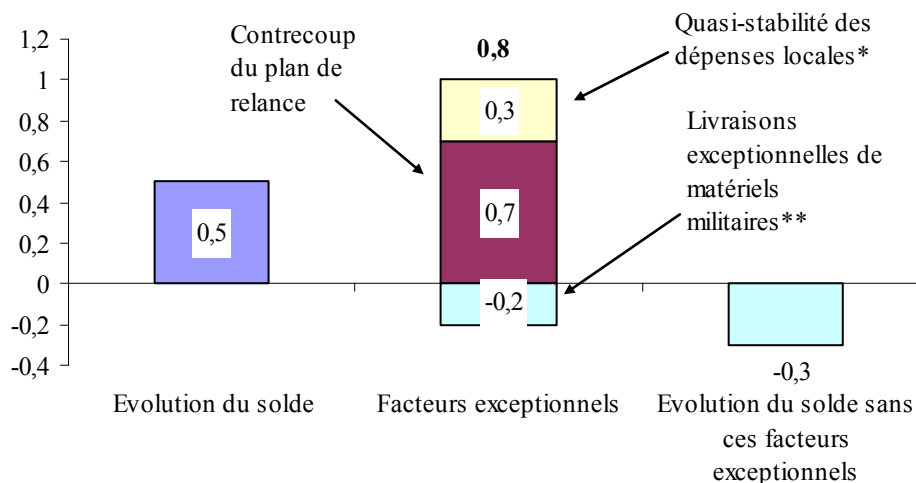 Contrecoup
du plan de
relance
0,8
Quasi-stabilité des
dépenses locales*
Livraisons
exceptionnelles de
matériels
militaires**
1,2
1
0,8
0,6
0,4
0,2
0
-0,2
-0,4
0,5
0,3
0,7
-0,2
-0,3
Evolution du solde
Facteurs exceptionnels
Evolution du solde sans
ces facteurs
exceptionnels